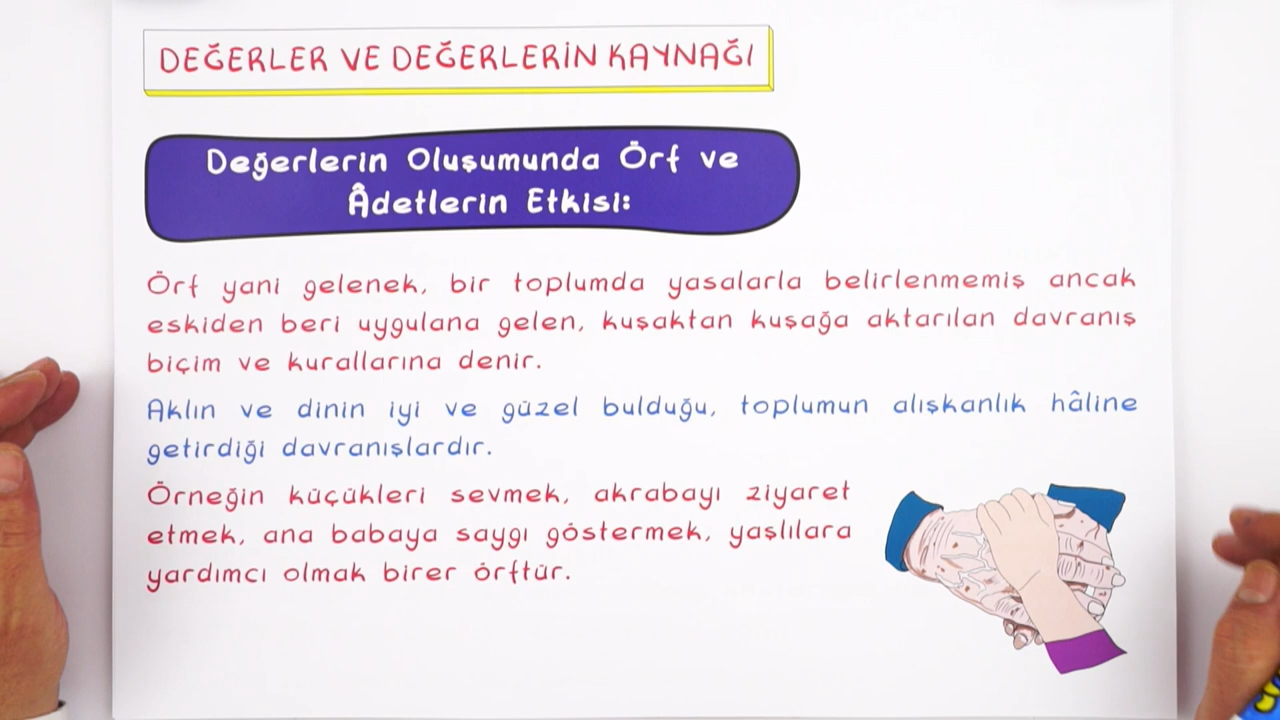 DEĞERLER VE DEĞERLERİN KAYNAĞI
Değerlerin Oluşumunda Örf ve
Âdetlerin Etkisi:
Örf yani gelenek, bir toplumda yasalarla belirlenmemiş ancak
eskiden beri uygulana gelen, kuşaktan kuşağa aktarılan davranış
biçim ve kurallarına denir.
Aklın ve dinin iyi ve güzel bulduğu, toplumun alışkanlık hâline
getirdiği davranışlardır.
Örneğin küçükleri sevmek, akrabayı ziyaret
etmek, ana babaya saygı göstermek, yaşlılara
yardımcı olmak birer örftür.